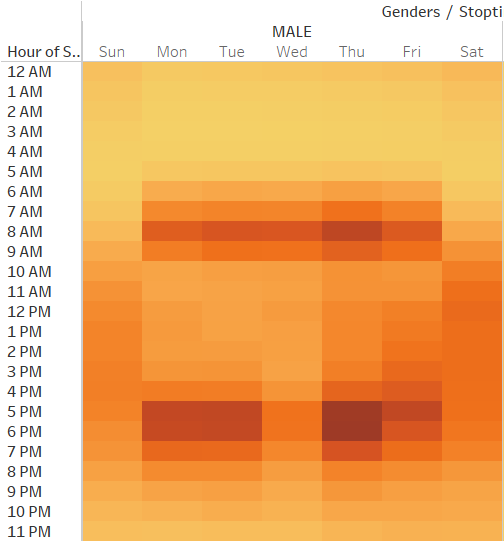 Genders / Stopti
MALE
Hour of S.. Sun Mon Tue Wed Thu Fri Sat
12 AM
1 AM
2 AM
3 AM
4 AM
5 AM
6 AM
7 AM
8 AM
9 AM
10 AM
11 AM
12 PM
1 PM
2 PM
3 PM
4 PM
5 PM
6 PM
7 PM
8 PM
9 PM
10 PM
11 PM